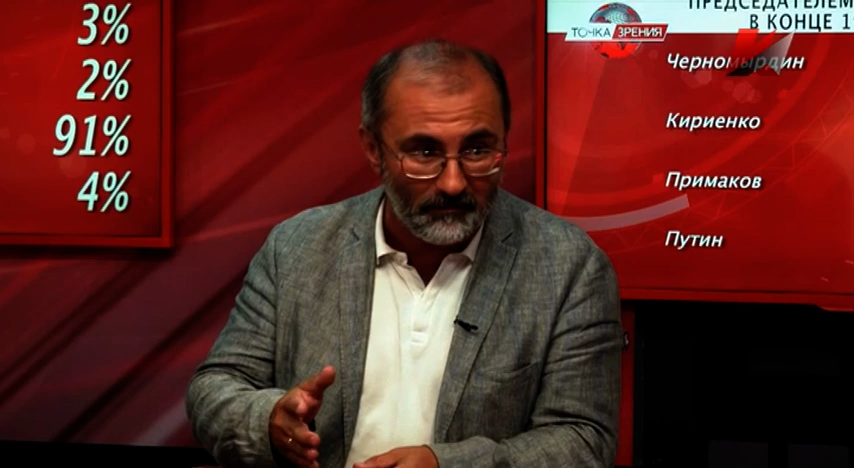 3%
2%
91%
4%
ПРЕДСЕДАТЕЛЕМ
В КОНЦЕ 1
ТОЧКА ЗРЕНИЯ
Черномырдин
Кириенко
Примаков
Путин